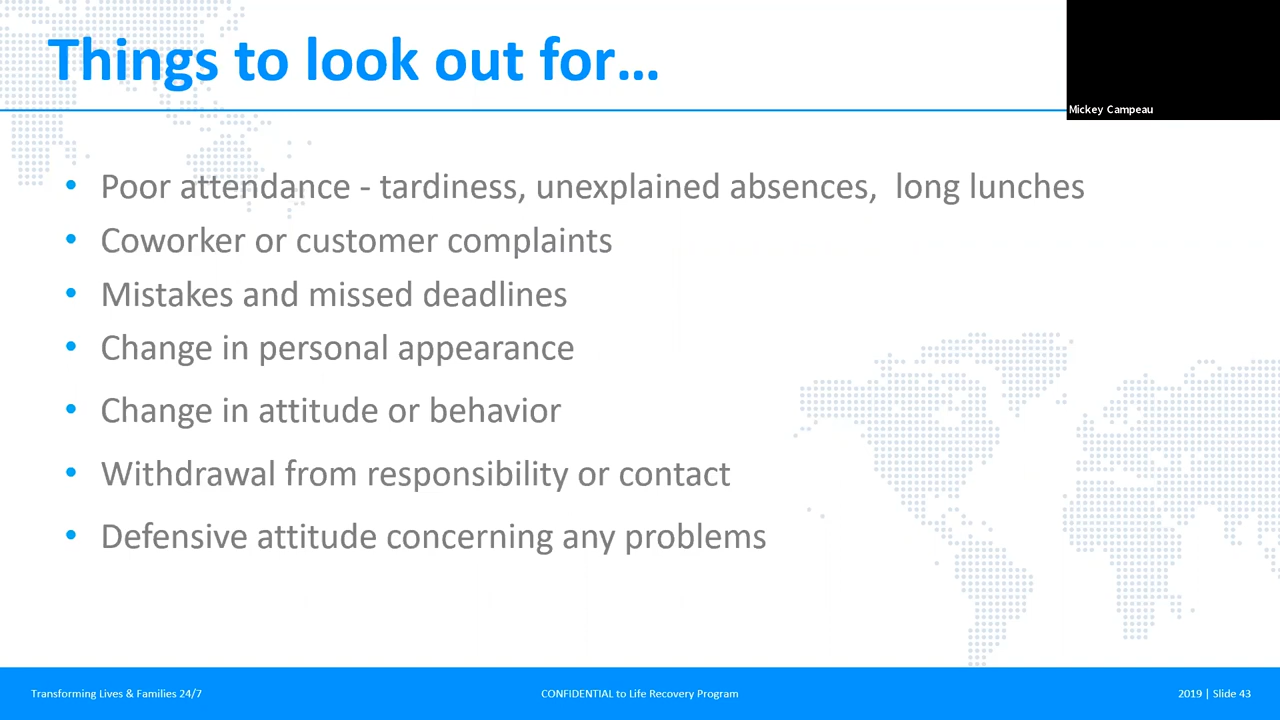 Things to look out for...
Mickey Campeau
• Poor attendance - tardiness, unexplained absences,  long lunches
• Coworker or customer complaints
• Mistakes and missed deadlines
• Change in personal appearance
• Change in attitude or behavior
• Withdrawal from responsibility or contact
• Defensive attitude concerning any problems
Transforming Lives & Families 24/7
CONFIDENTIAL to Life Recovery Program
2019 | Slide 43